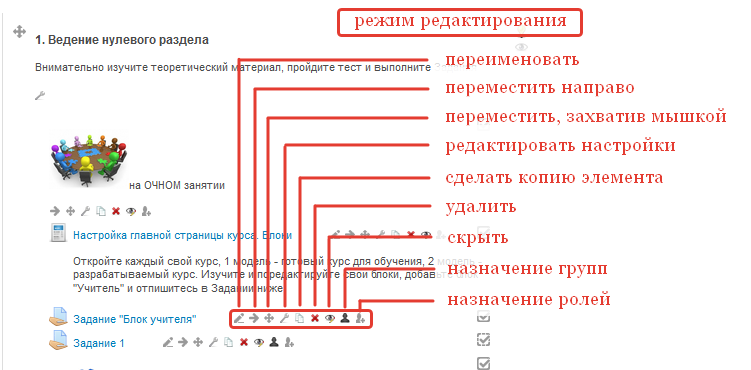 режим редактирования
1. Ведение нулевого раздела
Внимательно изучите теоретический материал, пройдите тест и выполните
переименовать
переместить направо
переместить, захватив мышкой
редактировать настройки
сделать копию элемента
на ОЧНОМ занятии
удалить
Настройка главной страницы курса. Блоки
скрыть
Откройте каждый свой курс, 1 модель - готовый курс для обучения, 2 модель -
разрабатываемый курс. Изучите и поредактируйте свои блоки, добавьте блок
назначение групп
"Учитель" и отпишитесь в Задании ниже
назначение ролей
Задание "Блок учителя"
Задание 1